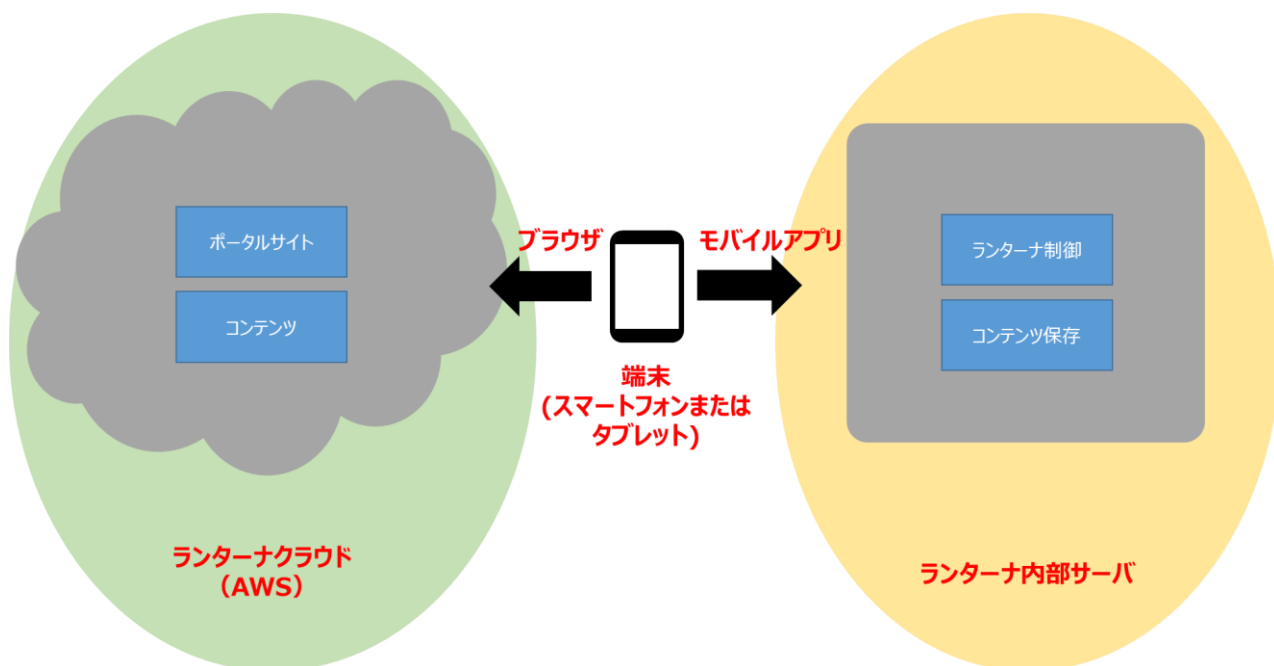 ポータルサイト
コンテンツ
ランターナクラウド
（AWS）
ブラウザ
モバイルアプリ
端末
(スマートフォンまたは
タブレット)
ランターナ制御
コンテンツ保存
ランターナ内部サーバ